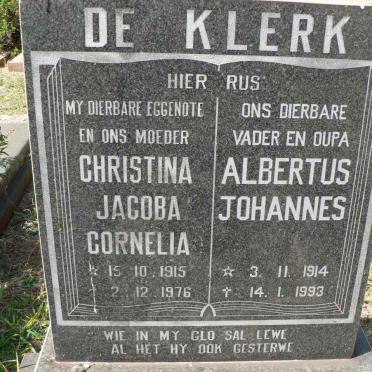 DE KLERK
HIER RUS
MY DIERBARE EGGENOTE
EN ONS MOEDER
CHRISTINA
JACOBA
CORNELIA
☆ 15. 10. 1915
† 2. 12. 1976
ONS DIERBARE
VADER EN OUPA
ALBERTUS
JOHANNES
☆ 3. 11. 1914
† 14. 1. 1993
WIE IN MY GLO SAL LEWE
AL HET HY OOK GESTERWE